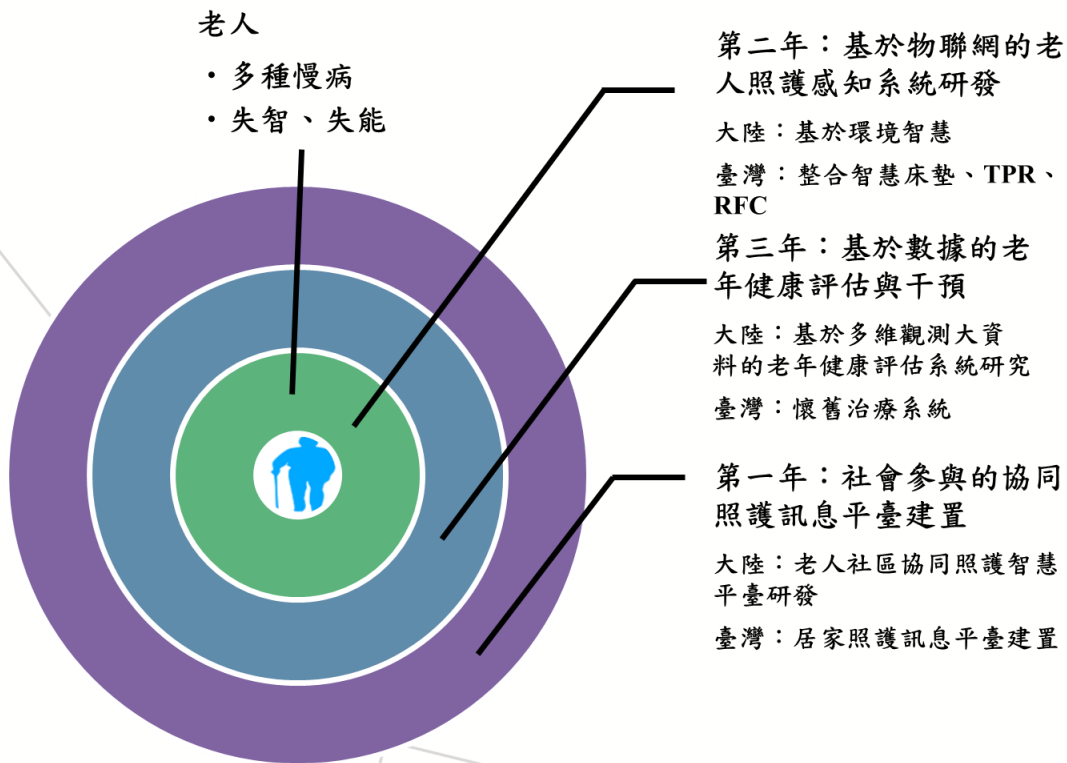 老人
・多種慢病
・失智、失能
第二年：基於物聯網的老
人照護感知系統研發
大陸：基於環境智慧
臺灣：整合智慧床墊、TPR、
RFC
第三年：基於數據的老
年健康評估與干預
大陸：基於多維觀測大資
料的老年健康評估系統研究
臺灣：懷舊治療系統
第一年：社會參與的協同
照護訊息平臺建置
大陸：老人社區協同照護智慧
平臺研發
臺灣：居家照護訊息平臺建置